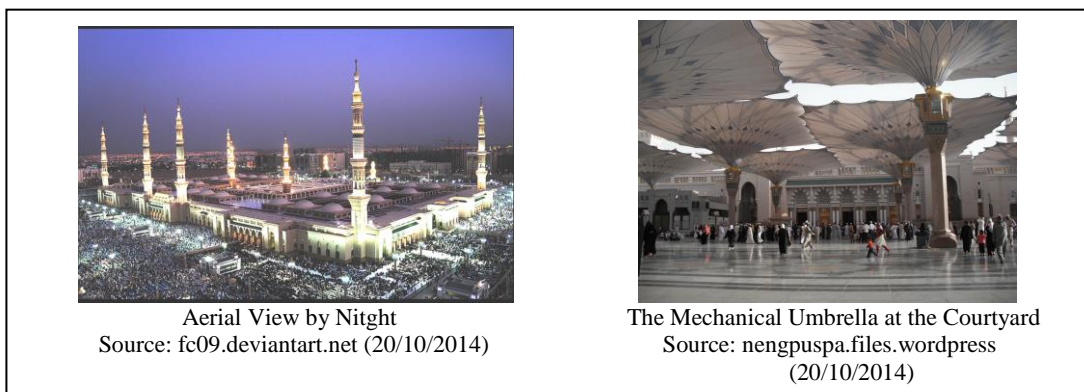 Aerial View by Nitght
Source: fc09.deviantart.net (20/10/2014)
The Mechanical Umbrella at the Courtyard
Source: nengpuspa.files.wordpress
(20/10/2014)